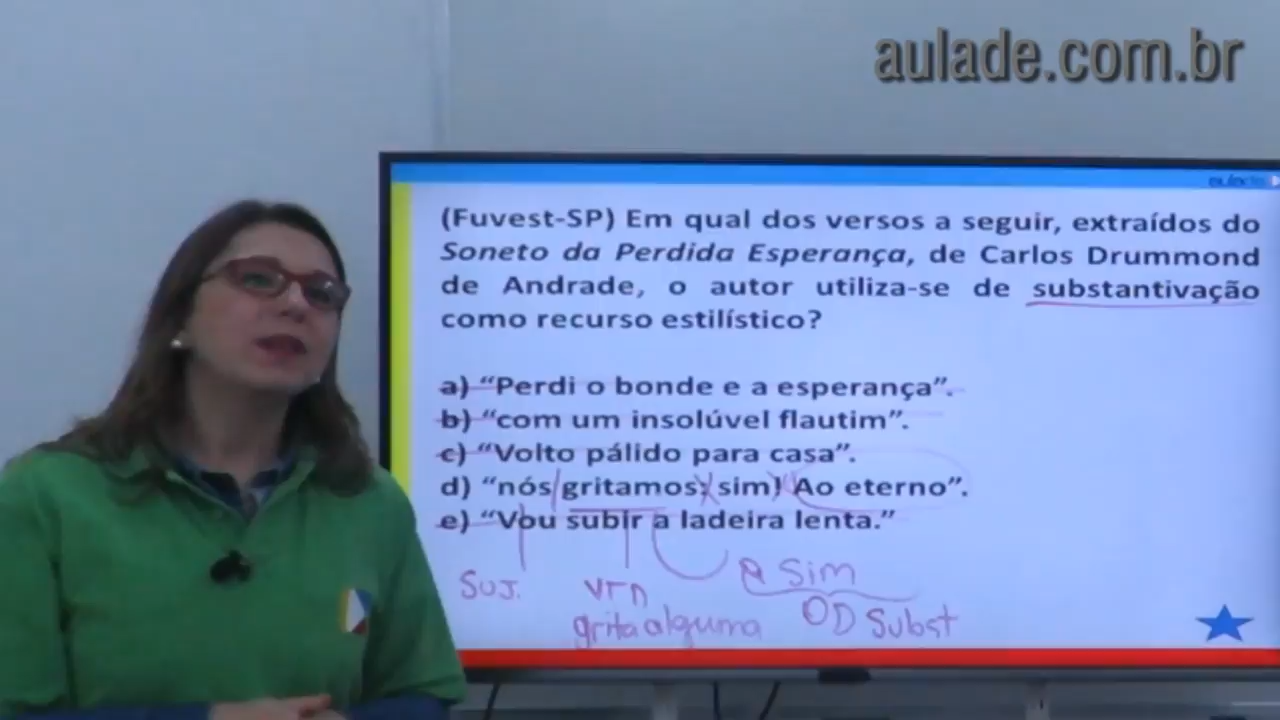 aulade.com.br
(Fuvest-SP) Em qual dos versos a seguir, extraídos do
Soneto da Perdida Esperança, de Carlos Drummond
de Andrade, o autor utiliza-se de substantivação
como recurso estilístico?
a) “Perdi o bonde e a esperança”.
b) “com um insolúvel flautim”.
c) “Volto pálido para casa”.
d) “nós gritamos: sim! Ao eterno”.
e) “Vou subir a ladeira lenta.”
Sim
SUJ.
OD Subst
grita alguma